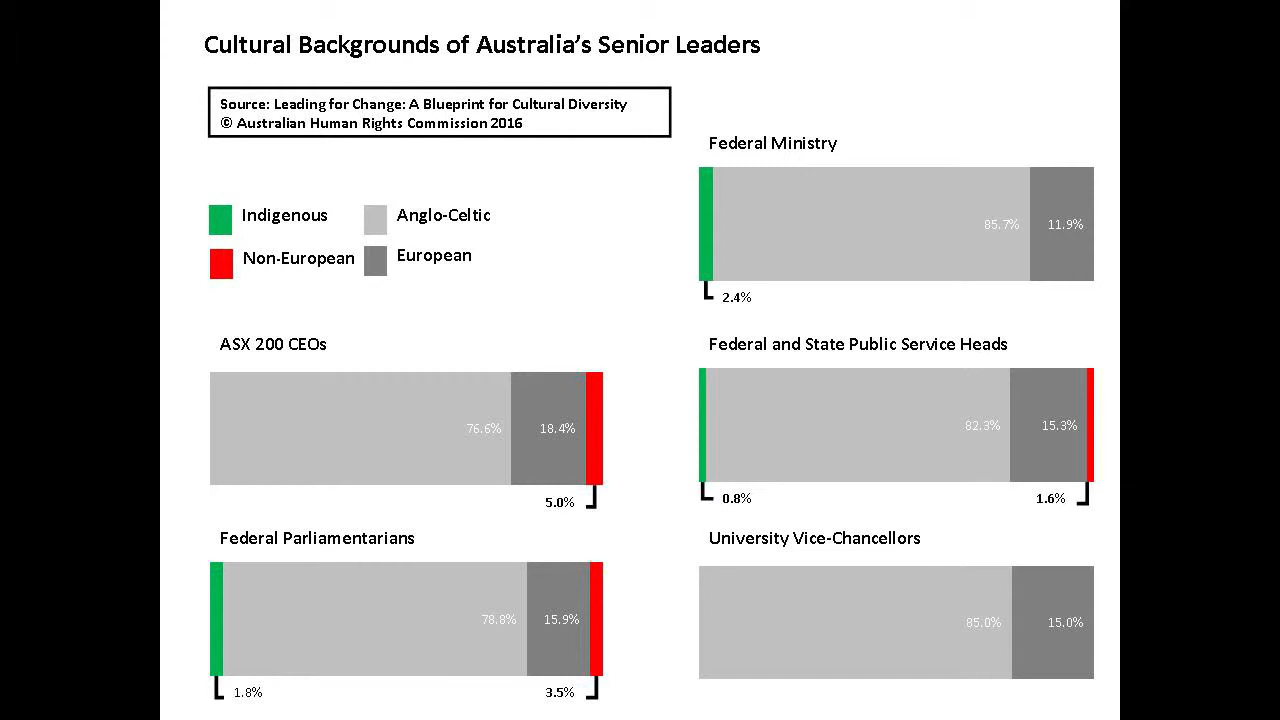 Cultural Backgrounds of Australia's Senior Leaders
Source: Leading for Change: A Blueprint for Cultural Diversity
© Australian Human Rights Commission 2016
Indigenous
Anglo-Celtic
Non-European
European
Federal Ministry
85.7%
11.9%
2.4%
ASX 200 CEOs
76.6%
18.4%
5.0%
Federal and State Public Service Heads
82.3%
15.3%
0.8%
1.6%
Federal Parliamentarians
78.8%
15.9%
1.8%
3.5%
University Vice-Chancellors
85.0%
15.0%